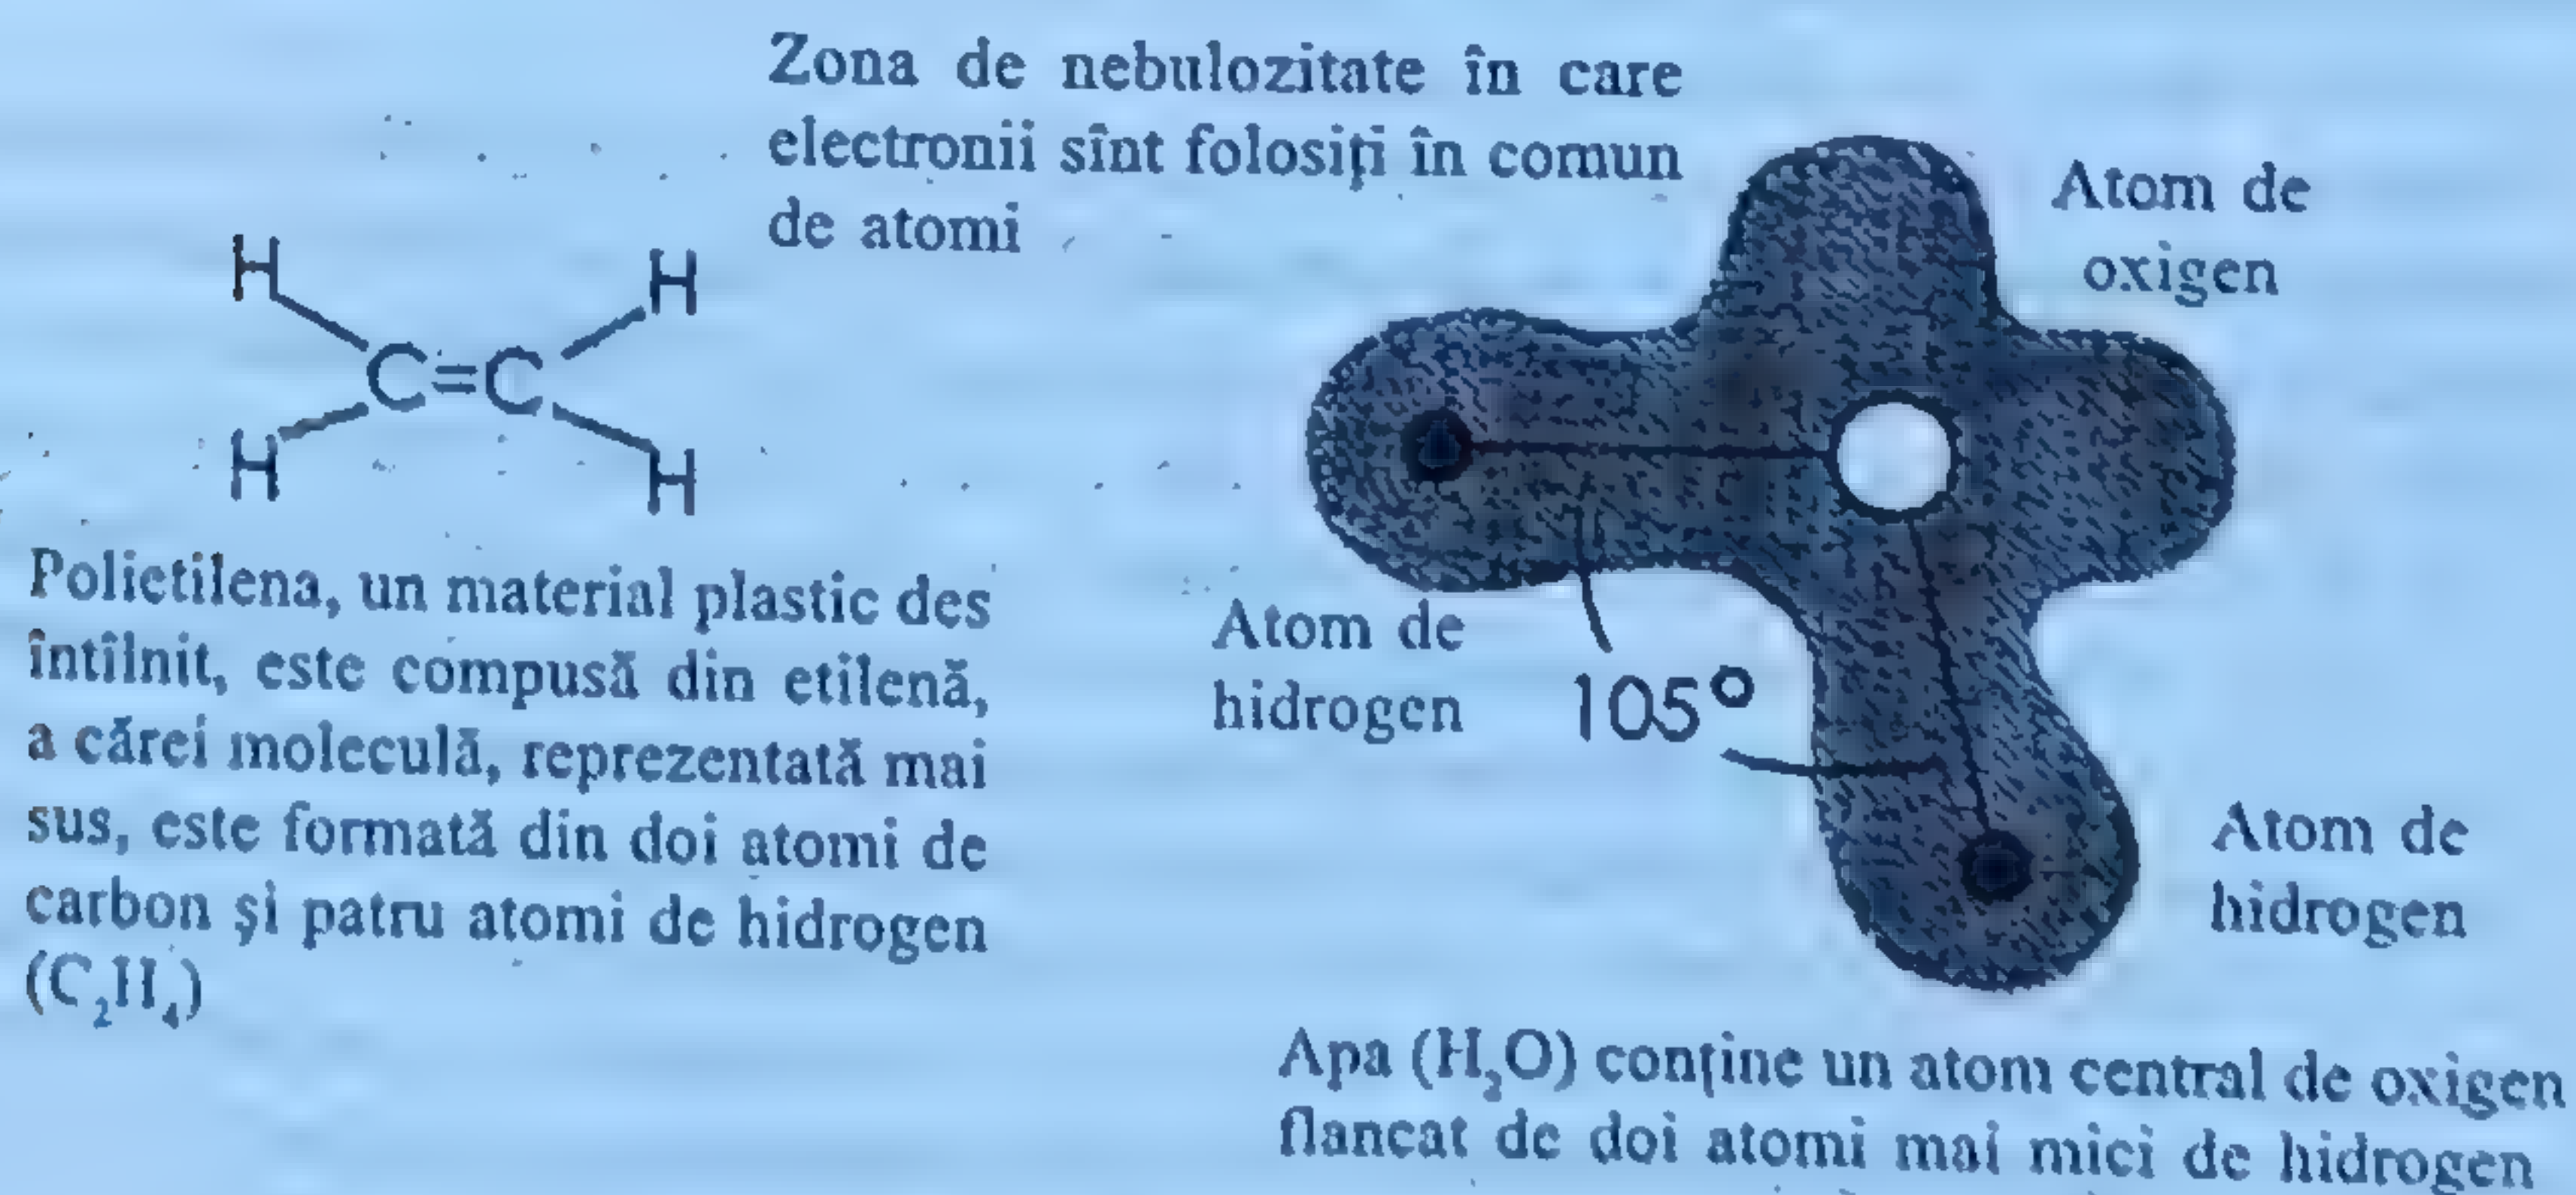 Zona de nebulozitate în care
electronii sînt folosiți în comun
de atomi
H
H
C=C
H
H
Polietilena, un material plastic des
întîlnit, este compusă din etilenă,
a cărei moleculă, reprezentată mai
sus, este formată din doi atomi de
carbon și patru atomi de hidrogen
(C₂H₄)
Atom de
oxigen
Atom de
hidrogen
105°
Atom de
hidrogen
Apa (H₂O) conține un atom central de oxigen
flancat de doi atomi mai mici de hidrogen